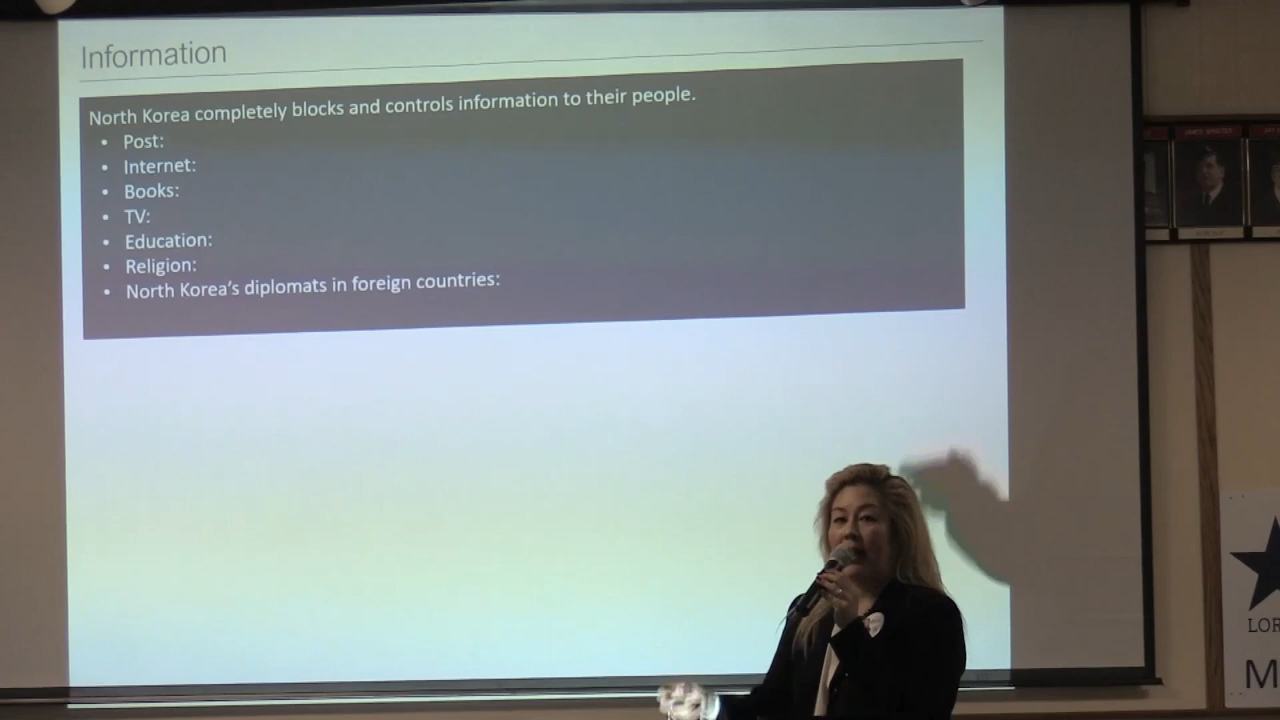 Information
North Korea completely blocks and controls information to their people.
• Post:
• Internet:
• Books:
• TV:
• Education:
• Religion:
• North Korea's diplomats in foreign countries:
LOR
M